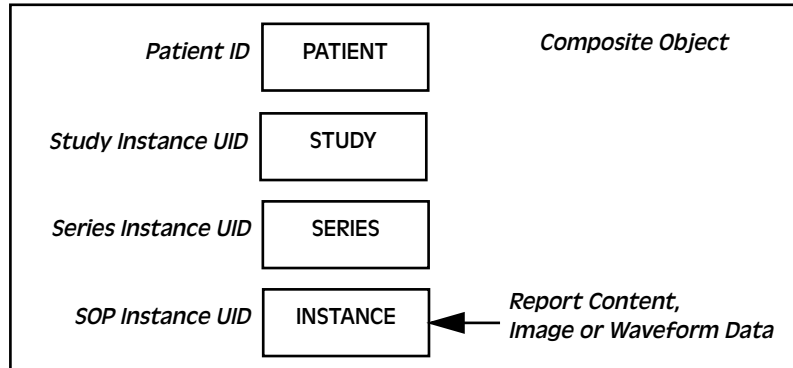 Patient ID PATIENT Composite Object
Study Instance UID STUDY
Series Instance UID SERIES
SOP Instance UID INSTANCE Report Content,
Image or Waveform Data